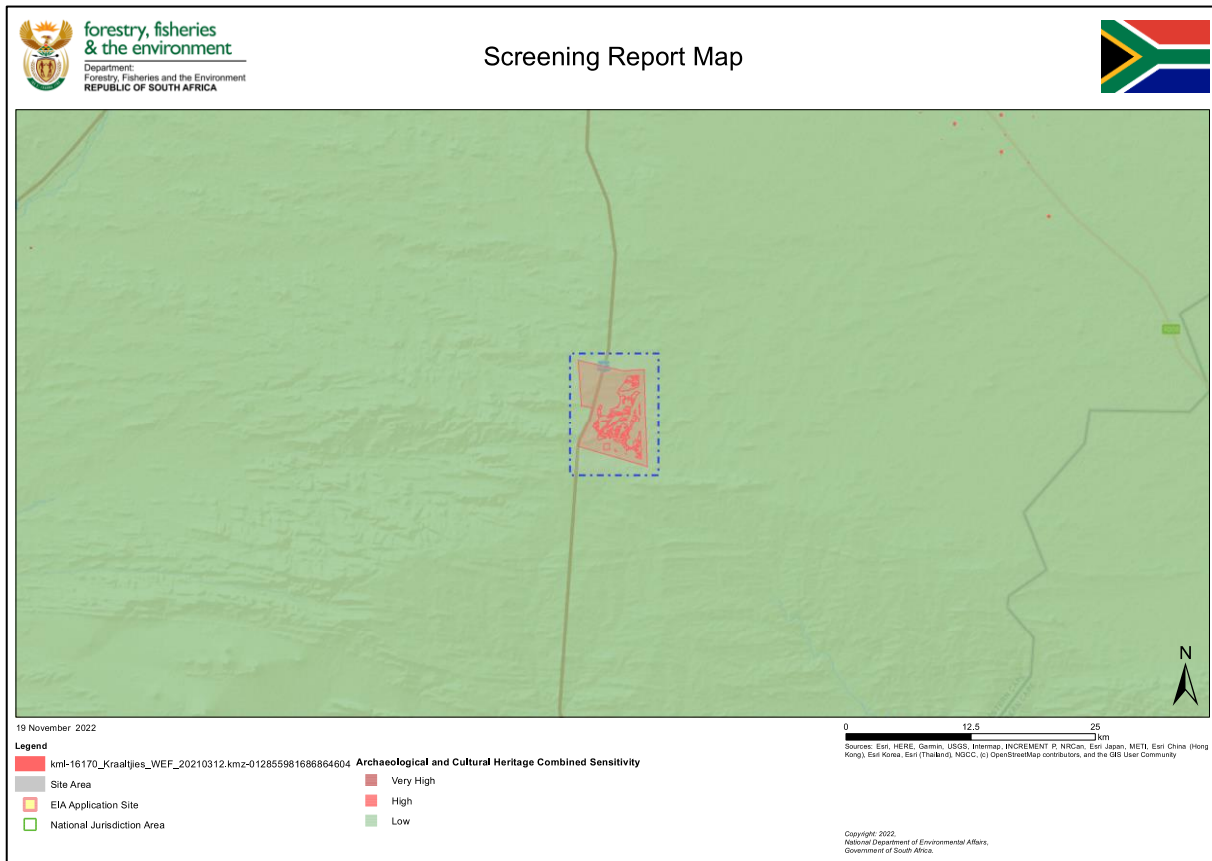 forestry, fisheries
& the environment
Department:
Forestry, Fisheries and the Environment
REPUBLIC OF SOUTH AFRICA
Screening Report Map
N
19 November 2022
0 12.5 25
km
Sources: Esri, HERE, Garmin, USGS, Intermap, INCREMENT P, NRCan, Esri Japan, METI, Esri China (Hong
Kong), Esri Korea, Esri (Thailand), NGCC, (c) OpenStreetMap contributors, and the GIS User Community
Legend
kml-16170_Kraaltjies_WEF_20210312.kmz-012855981686864604
Site Area
EIA Application Site
National Jurisdiction Area
Archaeological and Cultural Heritage Combined Sensitivity
Very High
High
Low
Copyright: 2022,
National Department of Environmental Affairs,
Government of South Africa.